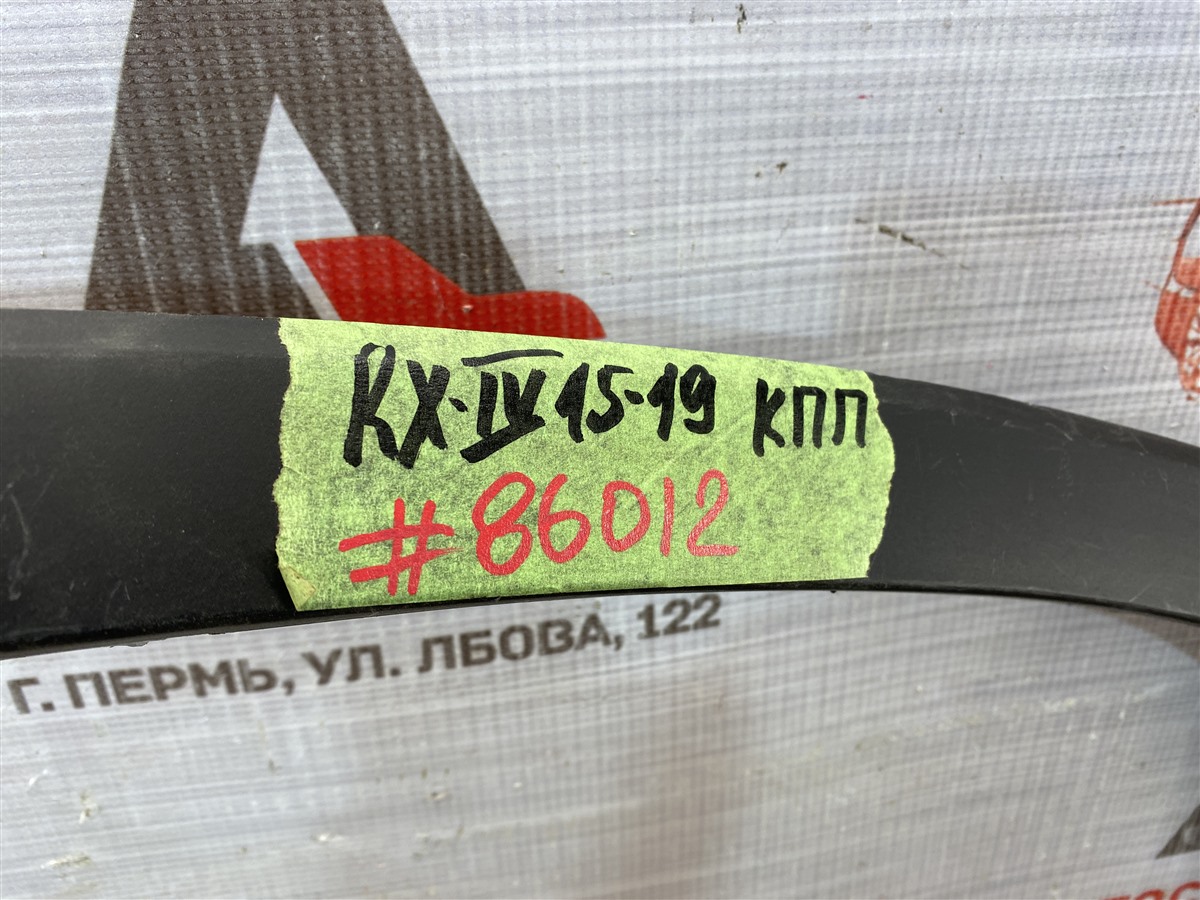 RX-IV 15-19 КПП
#86012
Г. ПЕРМЬ, УЛ. ЛБОВА, 122